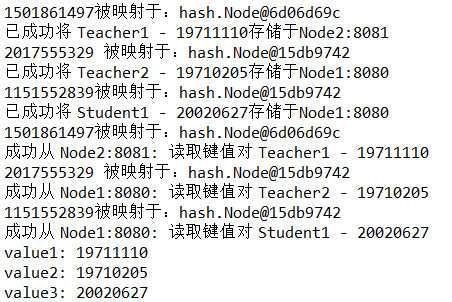 1501861497被映射于：hash.Node@6d06d69c
已成功将 Teacher1 - 19711110存储于Node2:8081
2017555329 被映射于：hash.Node@15db9742
已成功将 Teacher2 - 19710205存储于Node1:8080
1151552839被映射于：hash.Node@15db9742
已成功将 Student1 - 20020627存储于Node1:8080
1501861497被映射于：hash.Node@6d06d69c
成功从 Node2:8081: 读取键值对 Teacher1 - 19711110
2017555329 被映射于：hash.Node@15db9742
成功从 Node1:8080: 读取键值对 Teacher2 - 19710205
1151552839被映射于：hash.Node@15db9742
成功从 Node1:8080: 读取键值对 Student1 - 20020627
value1: 19711110
value2: 19710205
value3: 20020627